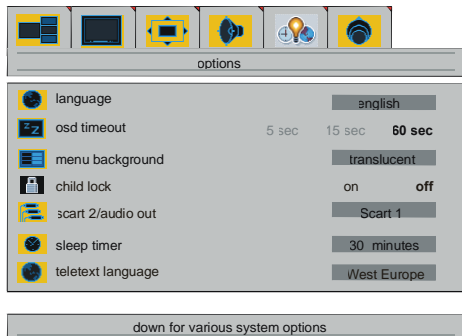 options
language english
osd timeout 5 sec 15 sec 60 sec
menu background translucent
child lock on off
scart 2/audio out Scart 1
sleep timer 30 minutes
teletext language West Europe
down for various system options